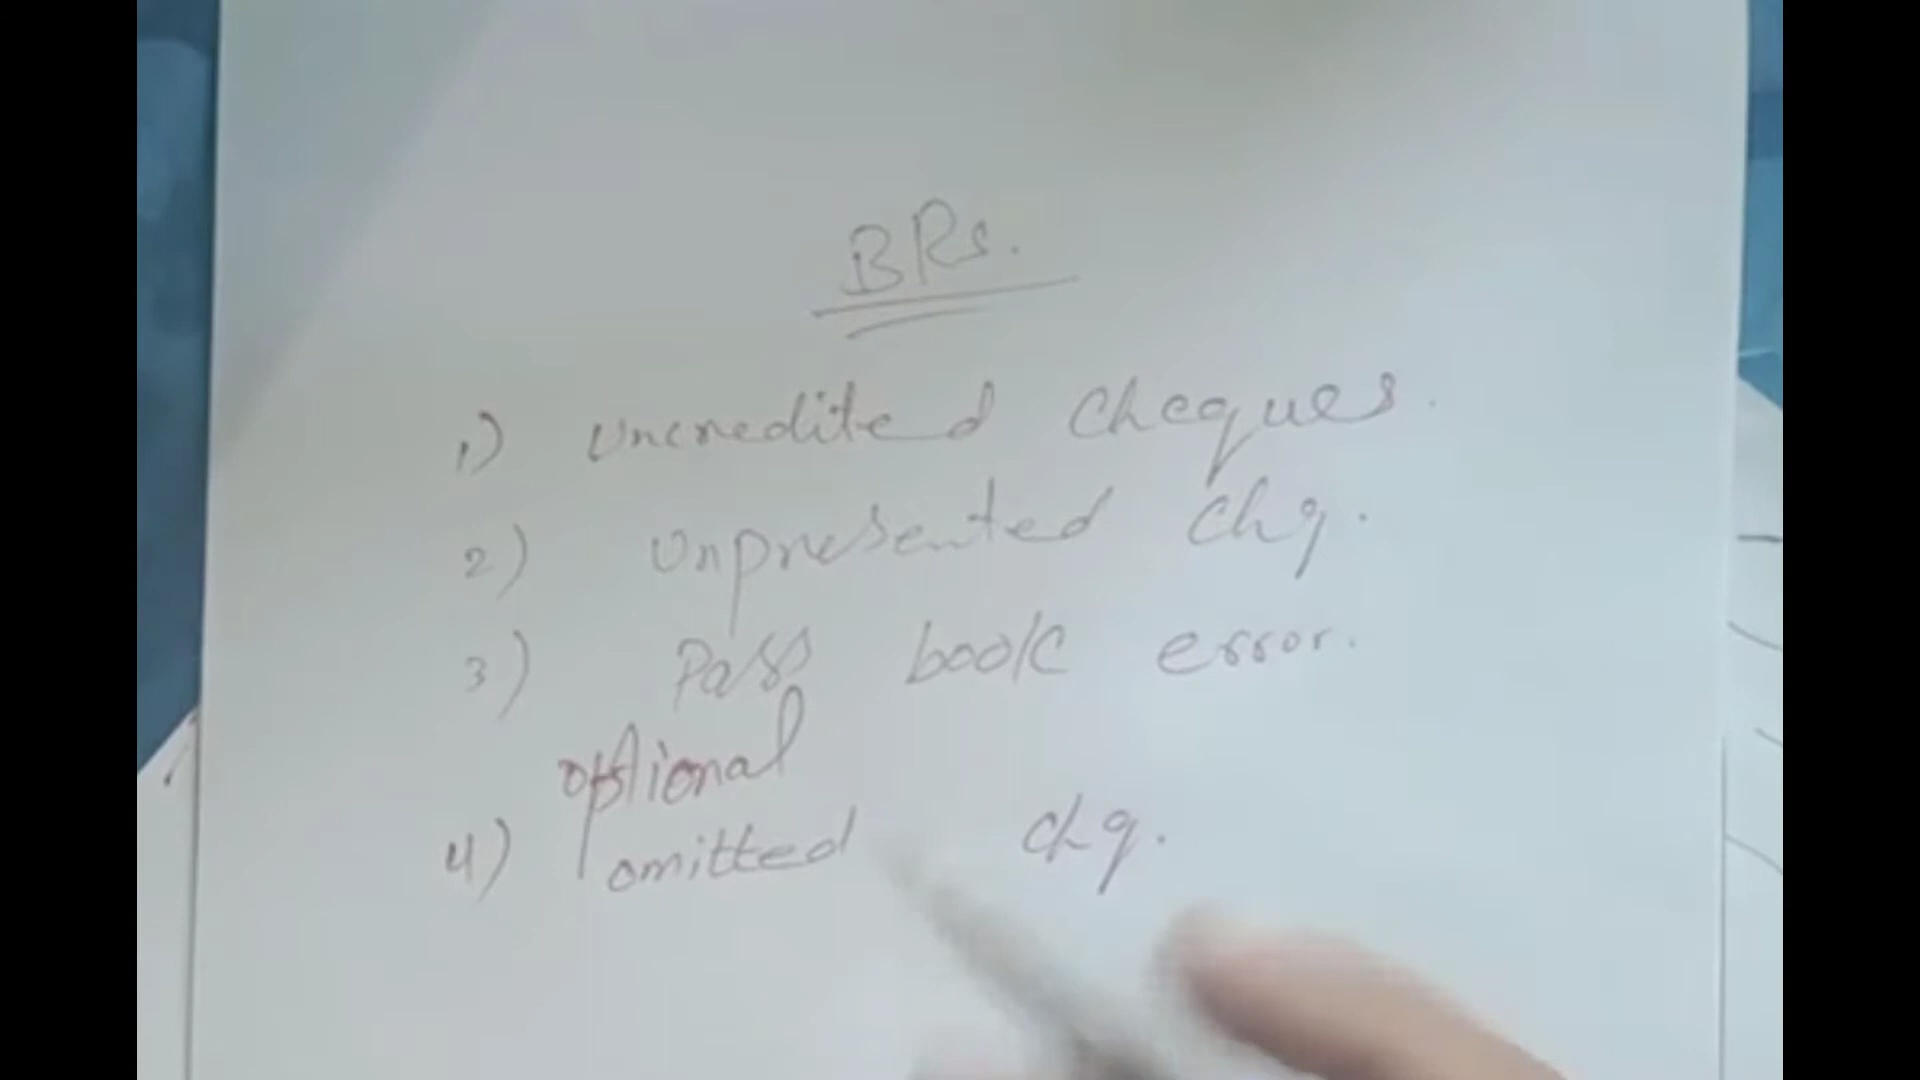 BRs.
1) uncredited cheques.
2) unpresented chq.
3) Pass book error.
optional
4) omitted chq.